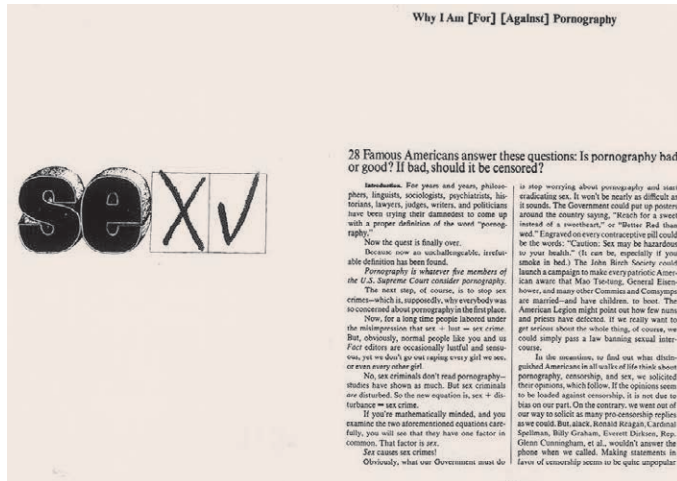 Why I Am [For] [Against] Pornography
sex✓
28 Famous Americans answer these questions: Is pornography bad
or good? If bad, should it be censored?
Introduction. For years and years, philoso-
phers, linguists, sociologists, psychiatrists, his-
torians, lawyers, judges, writers, and politicians
have been trying their damnedest to come up
with a proper definition of the word "pornog-
raphy."
Now the quest is finally over.
Because now an unchallengeable, irrefut-
able definition has been found.
Pornography is whatever five members of
the U.S. Supreme Court consider pornography.
The next step, of course, is to stop sex
crimes—which is, supposedly, why everybody was
so concerned about pornography in the first place.
Now, for a long time people labored under
the misimpression that sex + lust = sex crime.
But, obviously, normal people like you and us
Fact editors are occasionally lustful and sensu-
ous, yet we don't go out raping every girl we see,
or even every other girl.
No, sex criminals don't read pornography—
studies have shown as much. But sex criminals
are disturbed. So the new equation is, sex + dis-
turbance = sex crime.
If you're mathematically minded, and you
examine the two aforementioned equations care-
fully, you will see that they have one factor in
common. That factor is sex.
Sex causes sex crimes!
Obviously, what our Government must do
is stop worrying about pornography and start
eradicating sex. It won't be nearly as difficult as
it sounds. The Government could put up posters
around the country saying, "Reach for a sweet
instead of a sweetheart," or "Better Red than
wed." Engraved on every contraceptive pill could
be the words: "Caution: Sex may be hazardous
to your health." (It can be, especially if you
smoke in bed.) The John Birch Society could
launch a campaign to make every patriotic Amer-
ican aware that Mao Tse-tung, General Eisen-
hower, and many other Commies and Comsymps
are married—and have children, to boot. The
American Legion might point out how few nuns
and priests have defected. If we really want to
get serious about the whole thing, of course, we
could simply pass a law banning sexual inter-
course.
In the meantime, to find out what distin-
guished Americans in all walks of life think about
pornography, censorship, and sex, we solicited
their opinions, which follow. If the opinions seem
to be loaded against censorship, it is not due to
bias on our part. On the contrary, we went out of
our way to solicit as many pro-censorship replies
as we could. But, alack, Ronald Reagan, Cardinal
Spellman, Billy Graham, Everett Dirksen, Rep.
Glenn Cunningham, et al., wouldn't answer the
phone when we called. Making statements in
favor of censorship seems to be quite unpopular